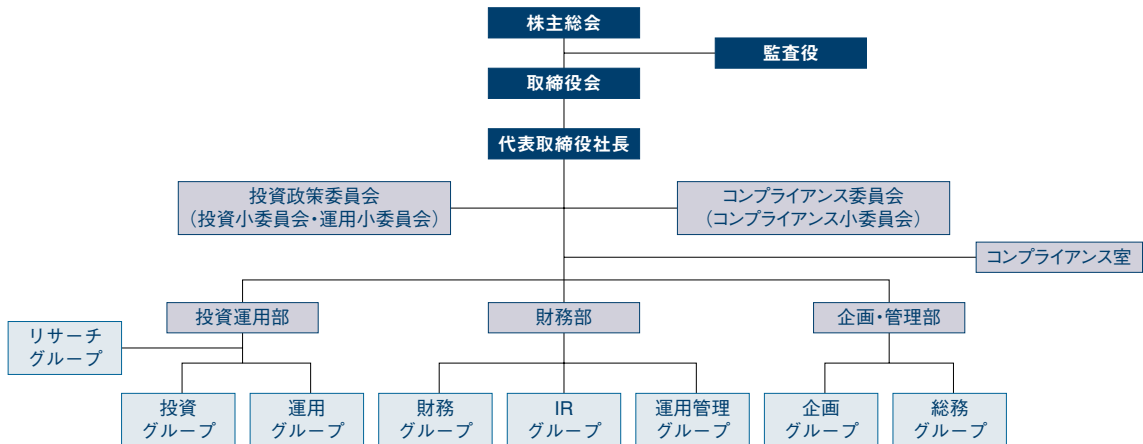 株主総会
監査役
取締役会
代表取締役社長
投資政策委員会
（投資小委員会・運用小委員会）
コンプライアンス委員会
（コンプライアンス小委員会）
コンプライアンス室
投資運用部
財務部
企画・管理部
リサーチ
グループ
投資
グループ
運用
グループ
財務
グループ
IR
グループ
運用管理
グループ
企画
グループ
総務
グループ